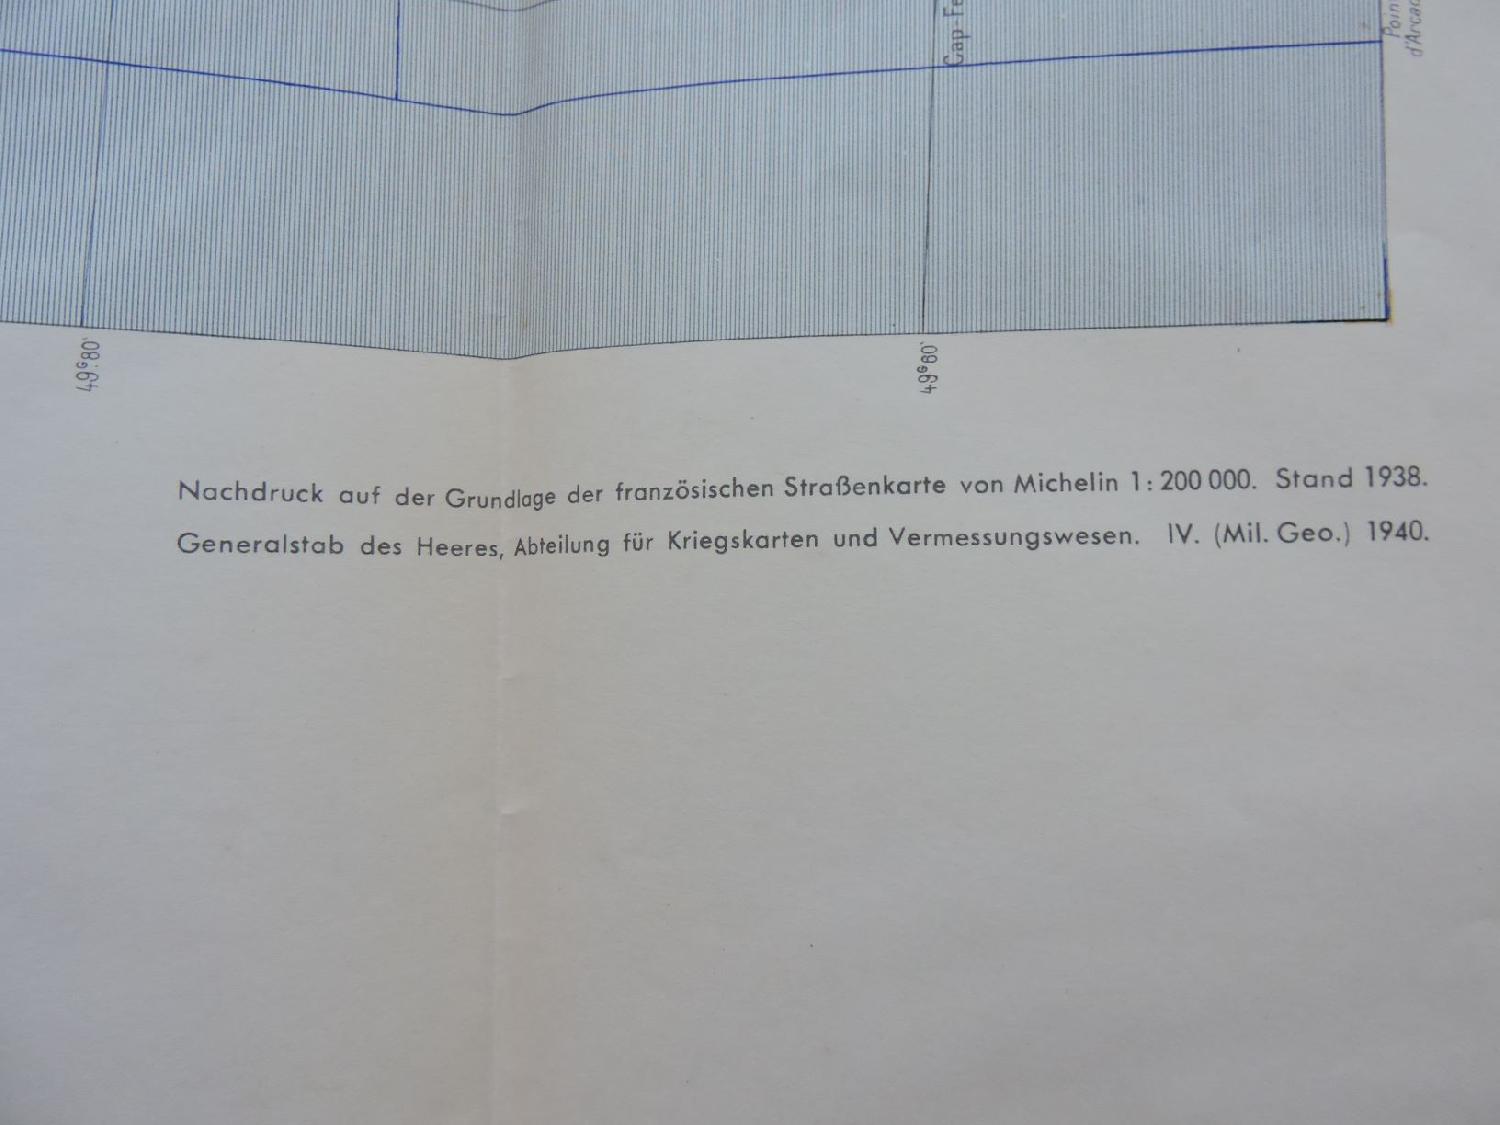 Cap-Fe
Poin
d'Arcac
49ᴳ80'
49ᴳ80'
Nachdruck auf der Grundlage der französischen Straßenkarte von Michelin 1:200 000. Stand 1938.
Generalstab des Heeres, Abteilung für Kriegskarten und Vermessungswesen. IV. (Mil. Geo.) 1940.